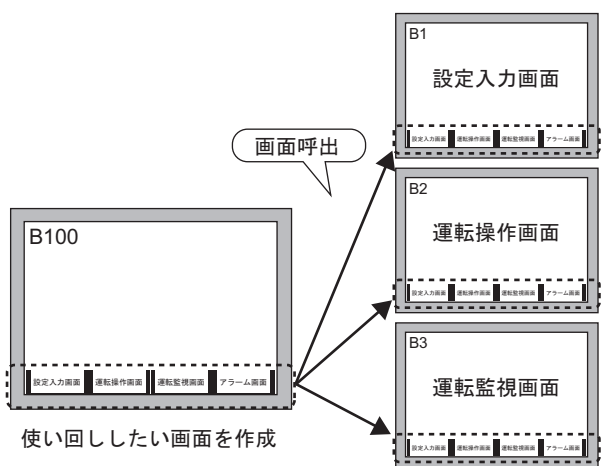 B1
設定入力画面
設定入力画面 運転操作画面 運転監視画面 アラーム画面
画面呼出
B2
運転操作画面
設定入力画面 運転操作画面 運転監視画面 アラーム画面
B100
設定入力画面 運転操作画面 運転監視画面 アラーム画面
使い回ししたい画面を作成
B3
運転監視画面
設定入力画面 運転操作画面 運転監視画面 アラーム画面